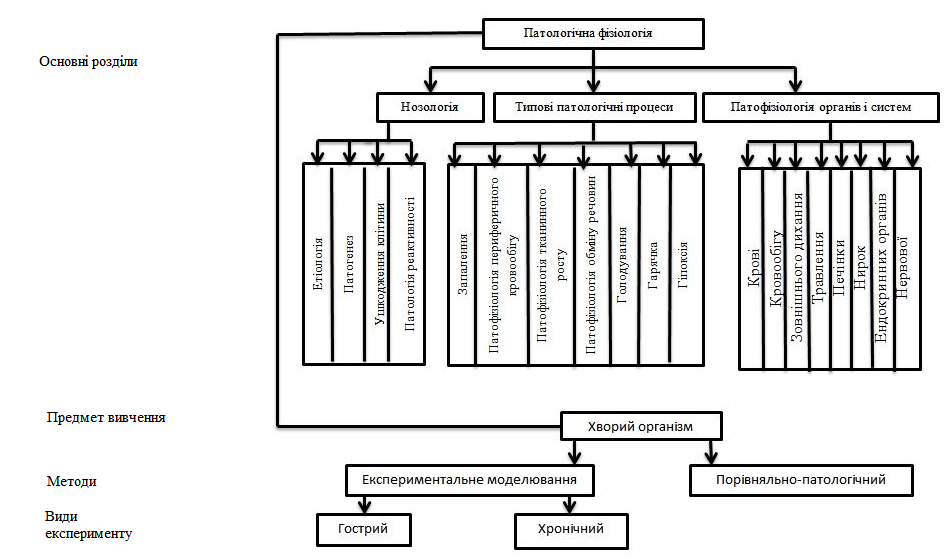 Патологічна фізіологія
Основні розділи
Нозологія
Типові патологічні процеси
Патофізіологія органів і систем
Етіологія
Патогенез
Ушкодження клітини
Патологія реактивності
Запалення
Патофізіологія периферичного
кровообігу
Патофізіологія тканинного
росту
Патофізіологія обміну речовин
Голодування
Гарячка
Гіпоксія
Крові
Кровообігу
Зовнішнього дихання
Травлення
Печінки
Нирок
Ендокринних органів
Нервової
Предмет вивчення
Хворий організм
Методи
Експериментальне моделювання
Порівняльно-патологічний
Види
експерименту
Гострий
Хронічний